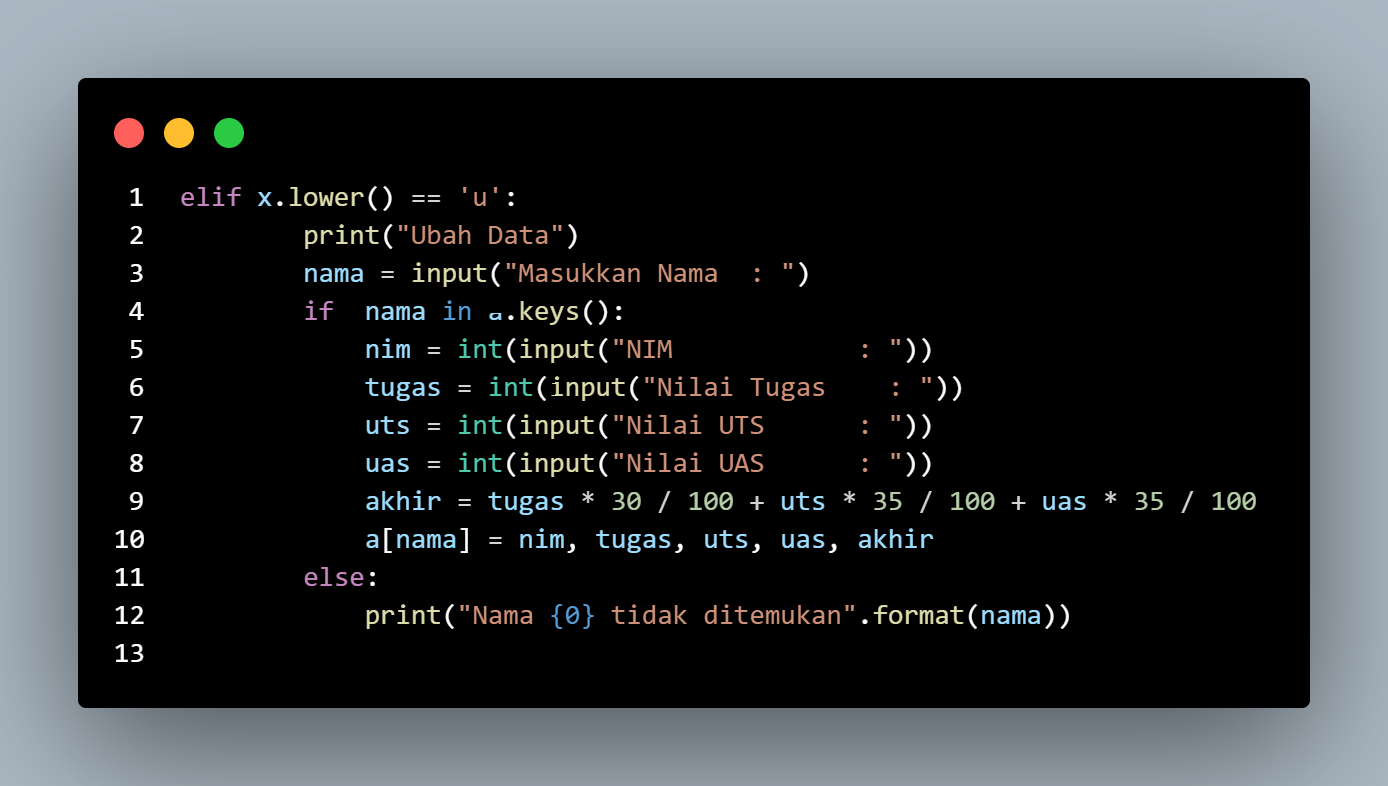 1 elif x.lower() == 'u':
2         print("Ubah Data")
3         nama = input("Masukkan Nama  : ")
4         if  nama in a.keys():
5             nim = int(input("NIM            : "))
6             tugas = int(input("Nilai Tugas    : "))
7             uts = int(input("Nilai UTS      : "))
8             uas = int(input("Nilai UAS      : "))
9             akhir = tugas * 30 / 100 + uts * 35 / 100 + uas * 35 / 100
10             a[nama] = nim, tugas, uts, uas, akhir
11         else:
12             print("Nama {0} tidak ditemukan".format(nama))
13